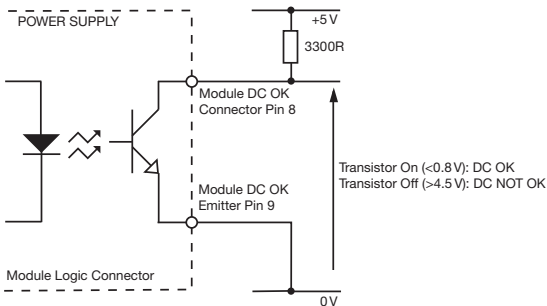 POWER SUPPLY
+5 V
3300R
Module DC OK
Connector Pin 8
Transistor On (<0.8 V): DC OK
Transistor Off (>4.5 V): DC NOT OK
Module DC OK
Emitter Pin 9
Module Logic Connector
0 V